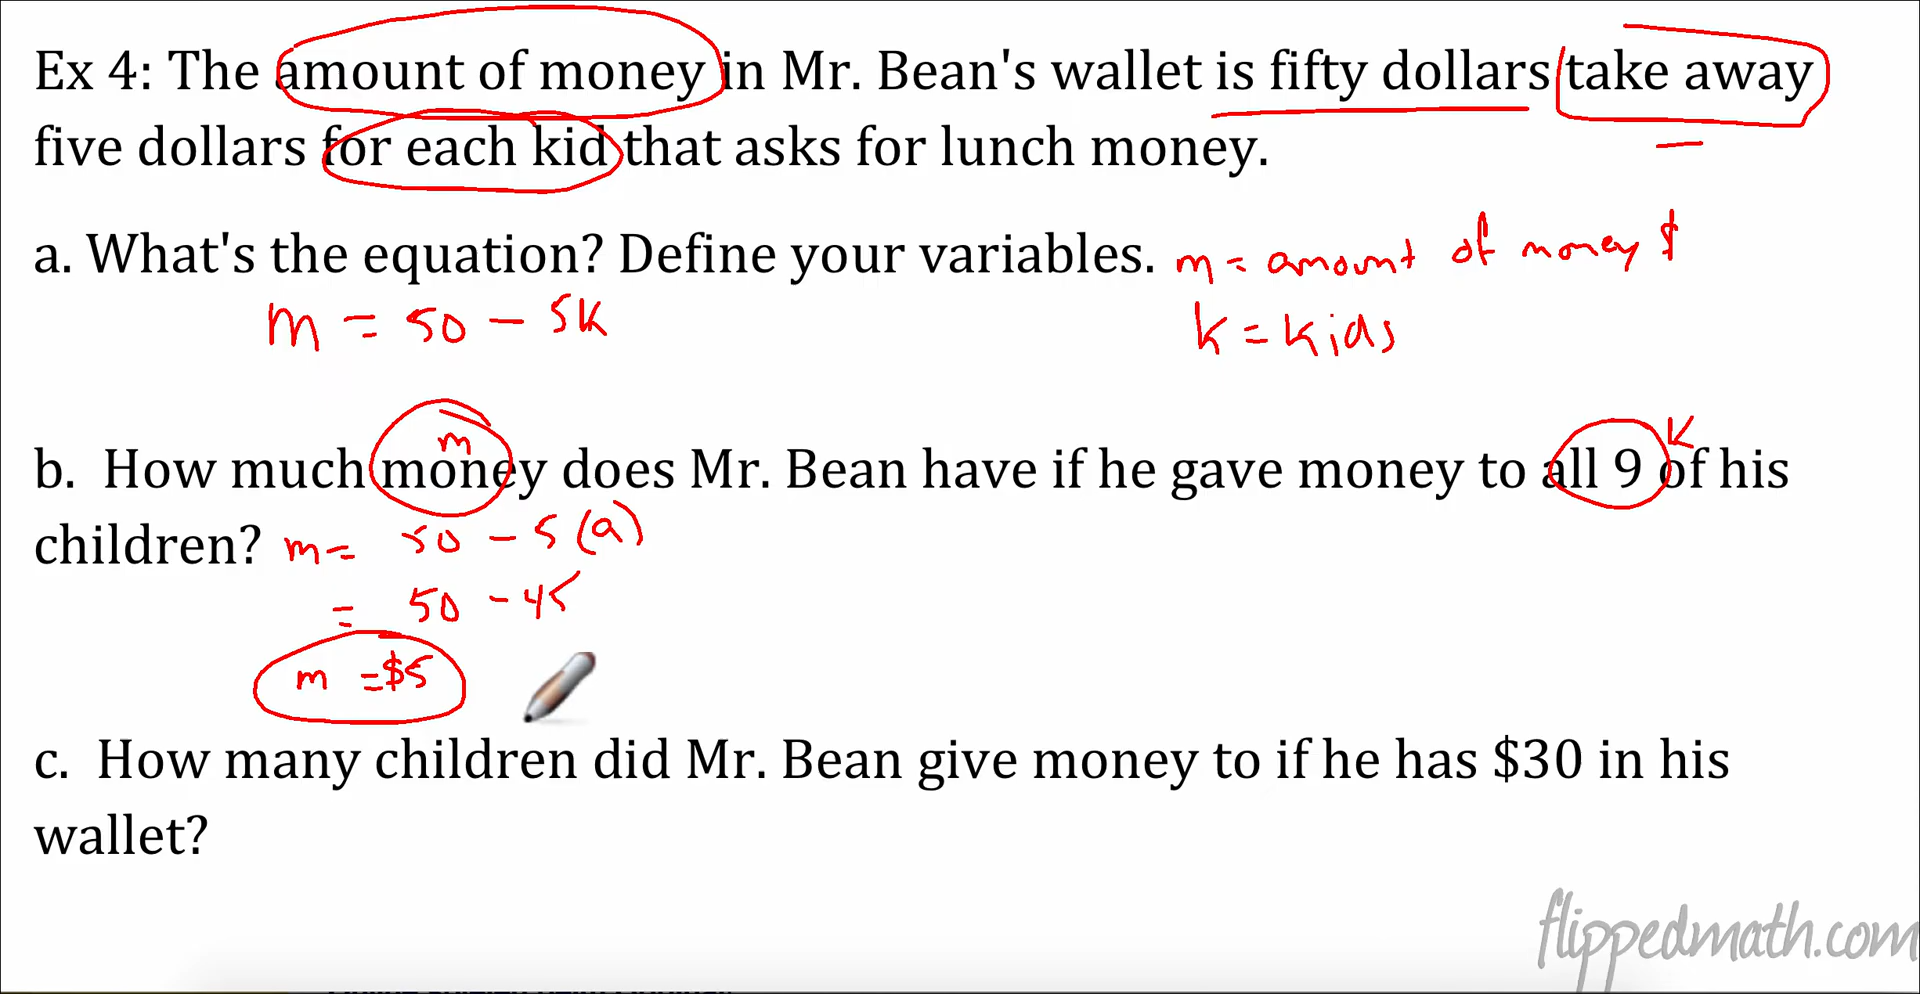 Ex 4: The amount of money in Mr. Bean's wallet is fifty dollars take away
five dollars for each kid that asks for lunch money.
a. What's the equation? Define your variables. m = amount of money $
m = 50 - 5k k = kids
m K
b. How much money does Mr. Bean have if he gave money to all 9 of his
children? m = 50 - 5 (9)
= 50 - 45
m = $5
c. How many children did Mr. Bean give money to if he has $30 in his
wallet?
flippedmath.com